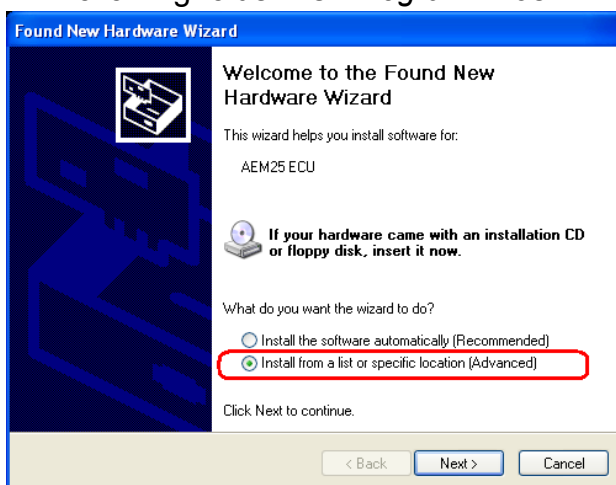 Found New Hardware Wizard
Welcome to the Found New
Hardware Wizard
This wizard helps you install software for:
AEM25 ECU
If your hardware came with an installation CD
or floppy disk, insert it now.
What do you want the wizard to do?
Install the software automatically (Recommended)
Install from a list or specific location (Advanced)
Click Next to continue.
< Back Next > Cancel